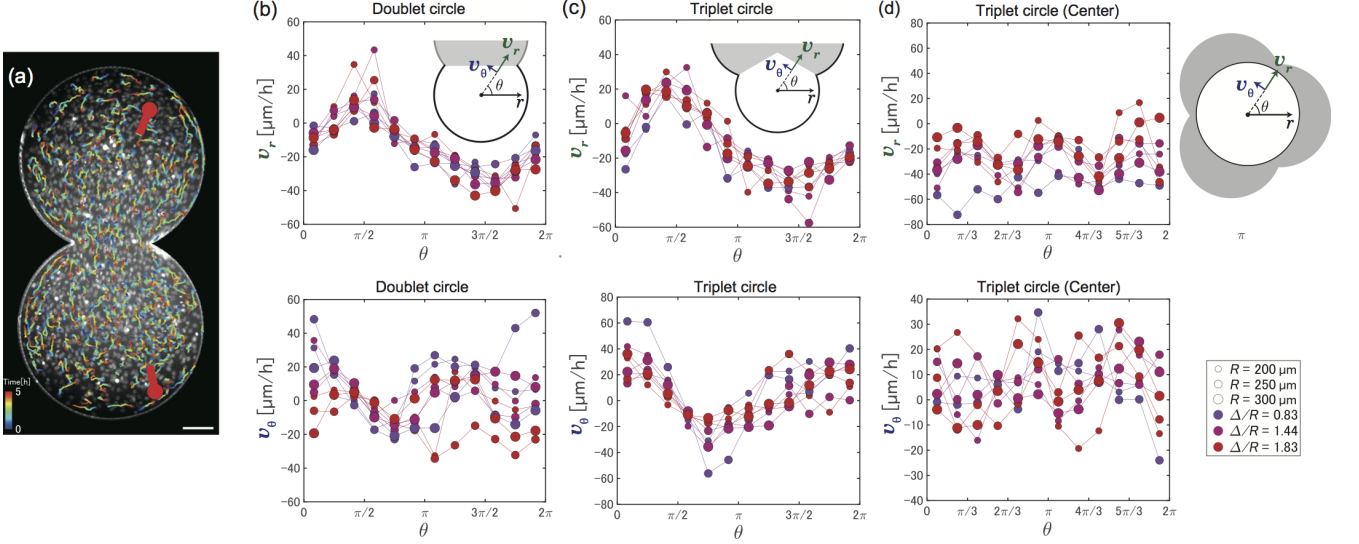 (a)
Time[h]
5
0
(b)
Doublet circle
v_r [μm/h]
60
40
20
0
−20
−40
−60
0
π/2
π
3π/2
2π
θ
v_r
v_θ
θ
r
(c)
Triplet circle
v_r [μm/h]
60
40
20
0
−20
−40
−60
0
π/2
π
3π/2
2π
θ
v_r
v_θ
θ
r
(d)
Triplet circle (Center)
v_r [μm/h]
80
60
40
20
0
−20
−40
−60
−80
0
π/3
2π/3
π
4π/3
5π/3
2
π
θ
v_r
v_θ
θ
r
Doublet circle
v_θ [μm/h]
60
40
20
0
−20
−40
−60
0
π/2
π
3π/2
2π
θ
Triplet circle
v_θ [μm/h]
100
80
60
40
20
0
−20
−40
−60
−80
0
π/2
π
3π/2
2π
θ
Triplet circle (Center)
v_θ [μm/h]
40
30
20
10
0
−10
−20
−30
−40
0
π/3
2π/3
π
4π/3
5π/3
2π
θ
R = 200 μm
R = 250 μm
R = 300 μm
Δ/R = 0.83
Δ/R = 1.44
Δ/R = 1.83